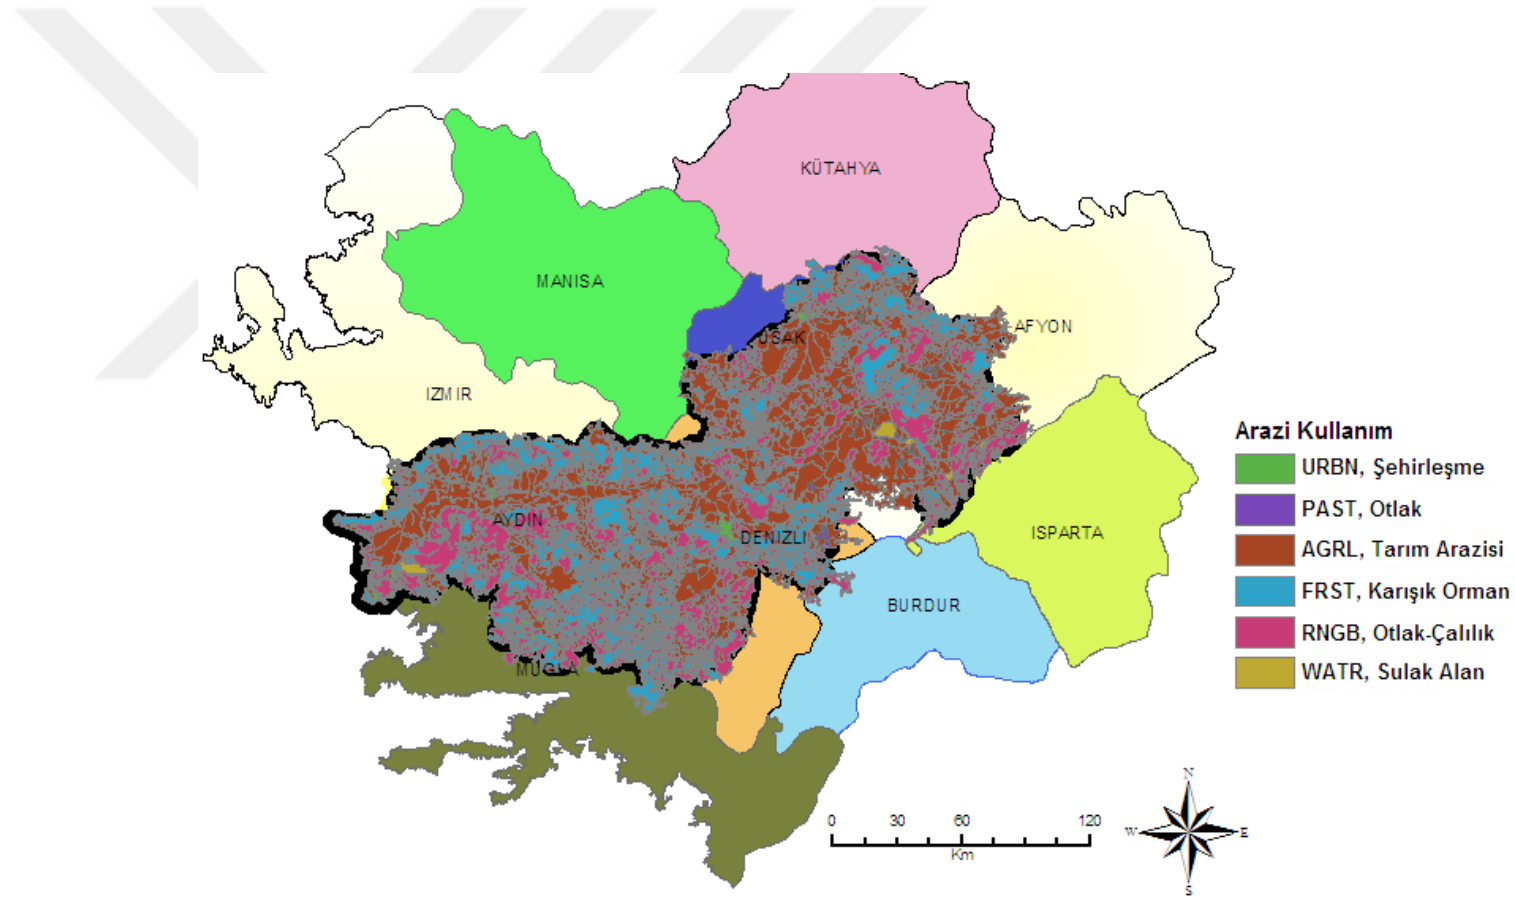 KÜTAHYA
MANISA
AFYON
UŞAK
IZMIR
AYDIN
DENIZLI
ISPARTA
BURDUR
MUĞLA
Arazi Kullanım
URBN, Şehirleşme
PAST, Otlak
AGRL, Tarım Arazisi
FRST, Karışık Orman
RNGB, Otlak-Çalılık
WATR, Sulak Alan
0 30 60 120
Km
N
W E
S